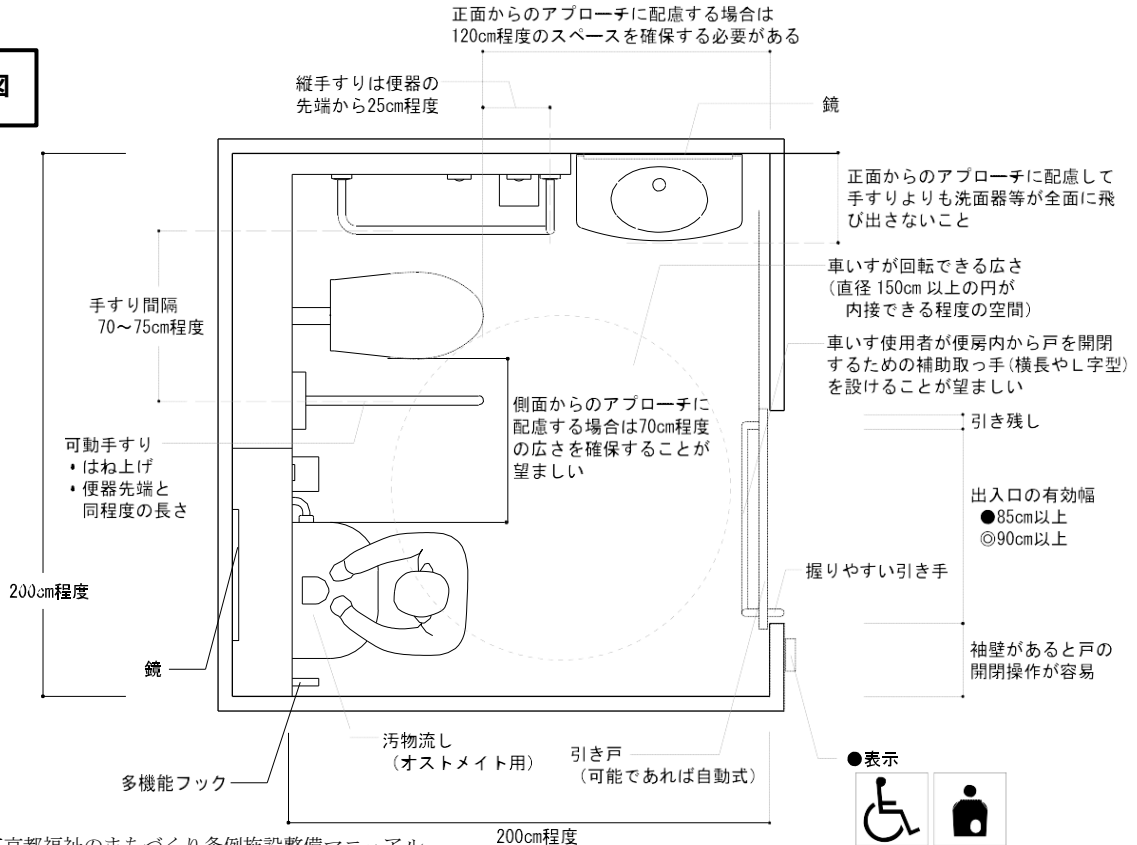 正面からのアプローチに配慮する場合は
120cm程度のスペースを確保する必要がある
図
縦手すりは便器の
先端から25cm程度
鏡
正面からのアプローチに配慮して
手すりよりも洗面器等が全面に飛
び出さないこと
車いすが回転できる広さ
(直径 150cm 以上の円が
内接できる程度の空間)
手すり間隔
70～75cm程度
車いす使用者が便房内から戸を開閉
するための補助取っ手(横長やL字型)
を設けることが望ましい
側面からのアプローチに
配慮する場合は70cm程度
の広さを確保することが
望ましい
引き残し
可動手すり
・はね上げ
・便器先端と
同程度の長さ
出入口の有効幅
●85cm以上
◎90cm以上
握りやすい引き手
200cm程度
袖壁があると戸の
開閉操作が容易
鏡
汚物流し
(オストメイト用)
引き戸
(可能であれば自動式)
●表示
多機能フック
200cm程度
京都福祉のまちづくり条例施設整備マニュアル